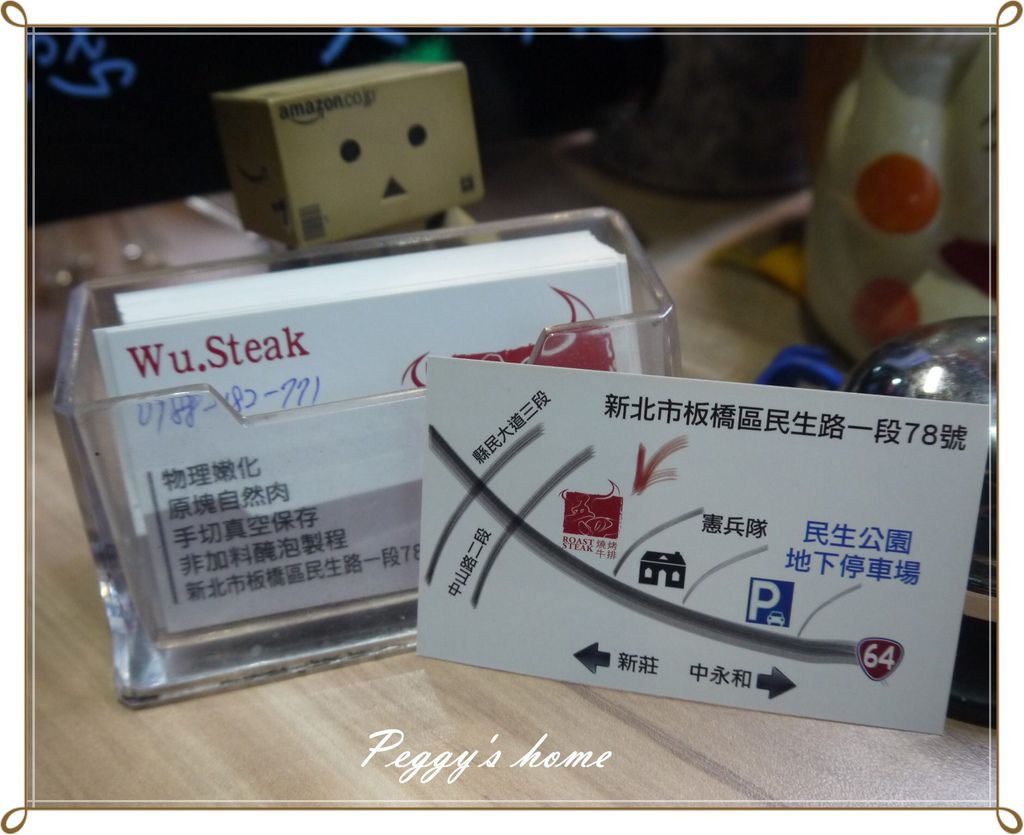 amazon.co.jp
Wu.Steak
物理嫩化
原塊自然肉
手切真空保存
非加料醃泡製程
新北市板橋區民生路一段78
新北市板橋區民生路一段78號
縣民大道三段
中山路二段
ROAST 燒烤
STEAK 牛排
憲兵隊
民生公園
地下停車場
P
64
新莊
中永和
Peggy's home